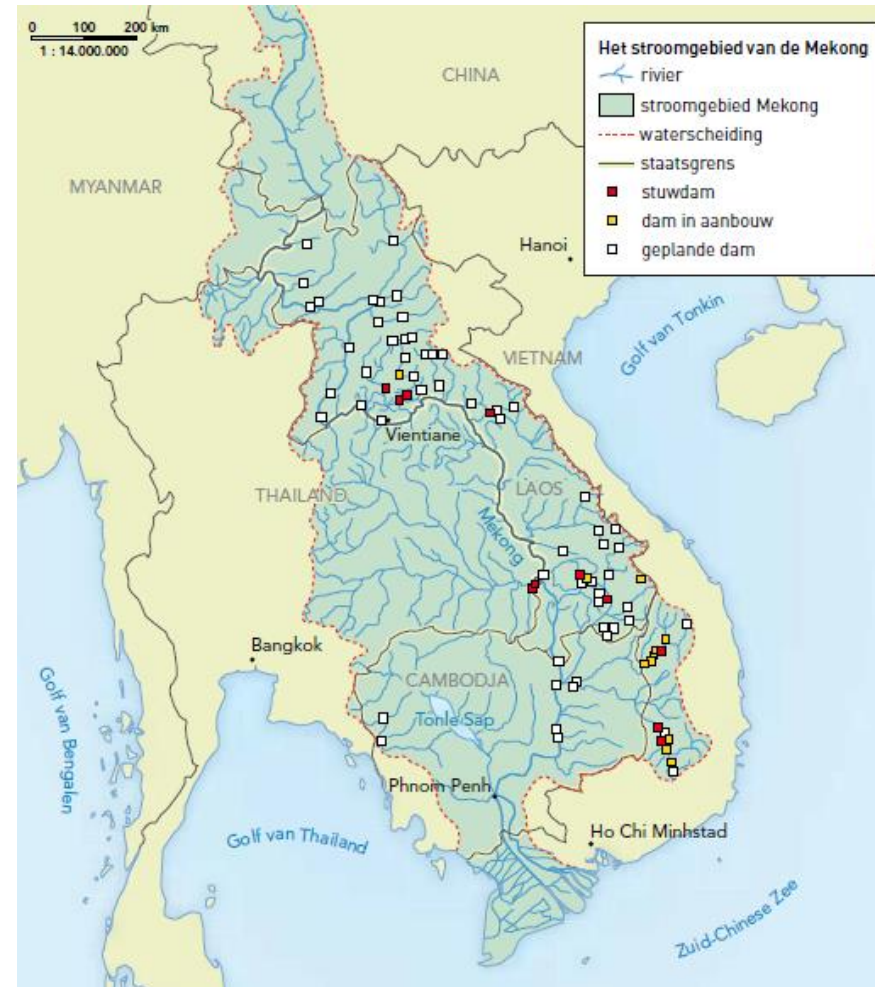 0 100 200 km
1 : 14.000.000
Het stroomgebied van de Mekong
rivier
stroomgebied Mekong
waterscheiding
staatsgrens
stuwdam
dam in aanbouw
geplande dam
CHINA
MYANMAR
Hanoi
Golf van Tonkin
VIETNAM
Vientiane
THAILAND
LAOS
Mekong
Bangkok
CAMBODJA
Tonle Sap
Golf van Bengalen
Phnom Penh
Ho Chi Minhstad
Golf van Thailand
Zuid-Chinese Zee